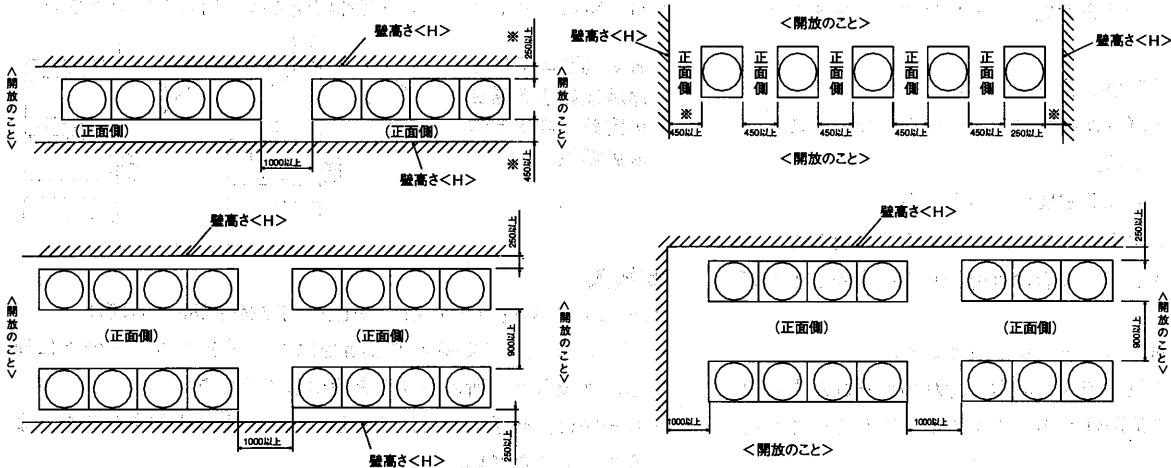 壁高さ<H>
※
250以上
<開放のこと>
<開放のこと>
(正面側)
(正面側)
1000以上
※
450以上
壁高さ<H>
<開放のこと>
壁高さ<H>
壁高さ<H>
正面側
正面側
正面側
正面側
正面側
※
※
450以上
450以上
450以上
450以上
450以上
250以上
<開放のこと>
壁高さ<H>
250以上
<開放のこと>
<開放のこと>
(正面側)
(正面側)
900以上
1000以上
250以上
壁高さ<H>
壁高さ<H>
250以上
(正面側)
(正面側)
900以上
<開放のこと>
1000以上
1000以上
<開放のこと>